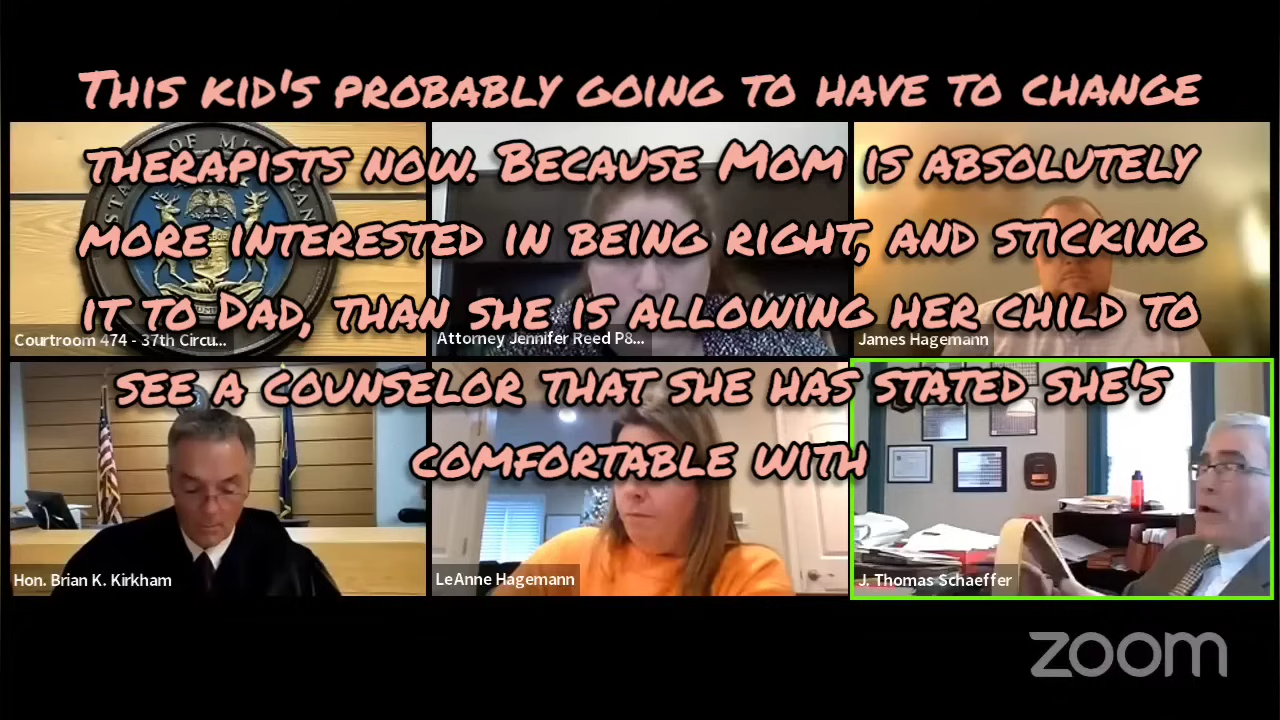 This kid's probably going to have to change
therapists now. Because Mom is absolutely
more interested in being right, and sticking
it to Dad, than she is allowing her child to
see a counselor that she has stated she's
comfortable with
STATE OF MICHIGAN
Courtroom 474 - 37th Circu...
Attorney Jennifer Reed P8...
James Hagemann
Hon. Brian K. Kirkham
LeAnne Hagemann
J. Thomas Schaeffer
zoom